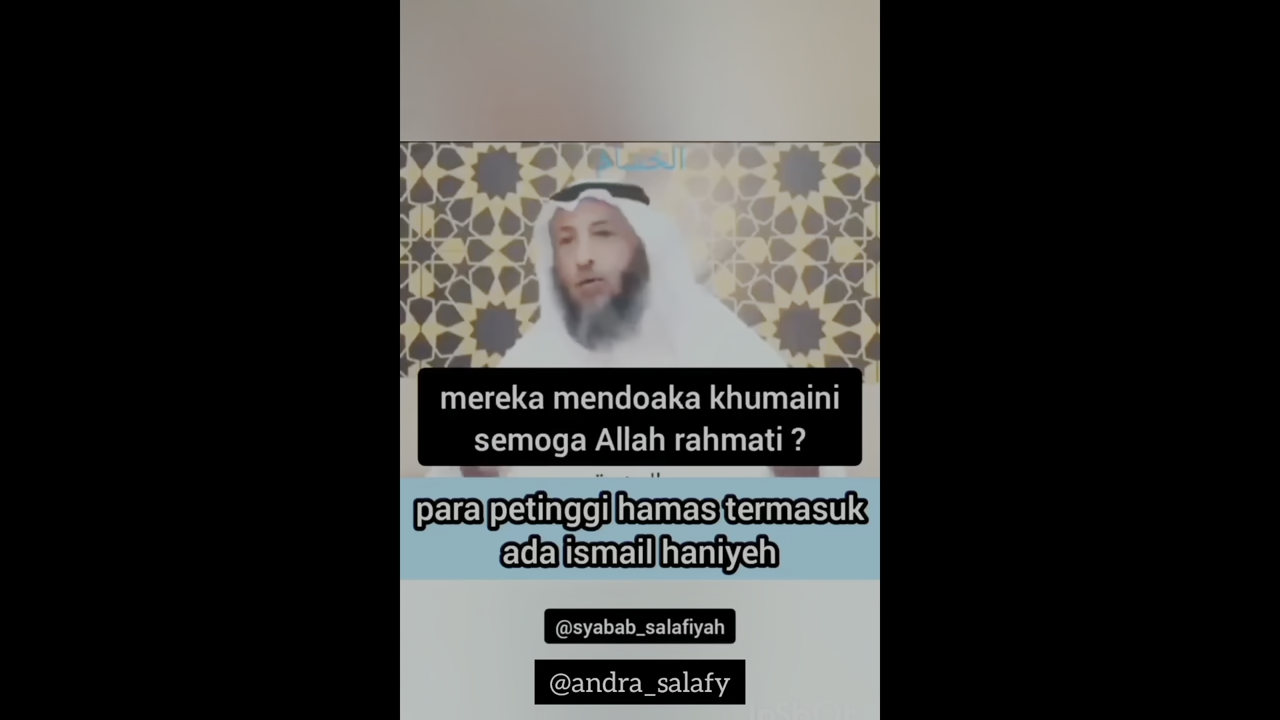 mereka mendoaka khumaini
semoga Allah rahmati ?
para petinggi hamas termasuk
ada ismail haniyeh
@syabab_salafiyah
@andra_salafy